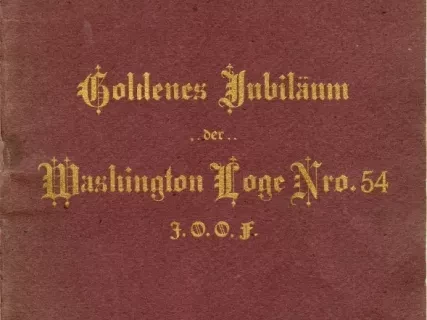 Goldenes Jubiläum
..der..
Washington Loge Nro. 54
J. O. O. F.